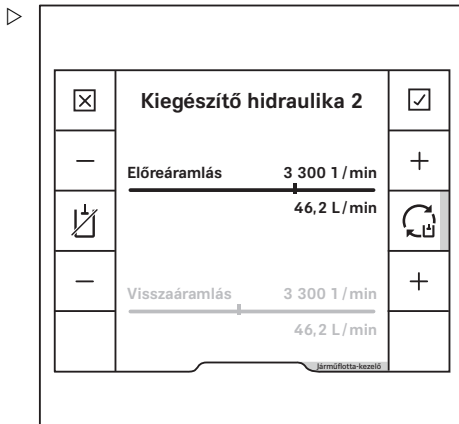 Kiegészítő hidraulika 2
Előreáramlás 3 300 1/min
46,2 L/min
Visszaáramlás 3 300 1/min
46,2 L/min
Járműflotta-kezelő